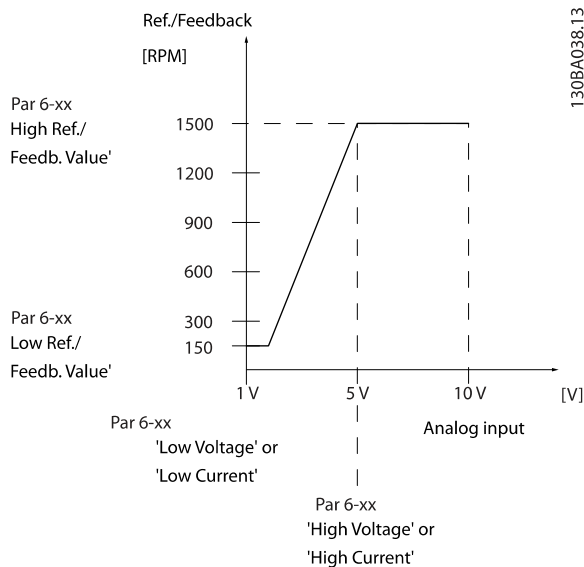 Ref./Feedback
[RPM]
130BA038.13
Par 6-xx
High Ref./
Feedb. Value'
1500
1200
900
600
300
150
Par 6-xx
Low Ref./
Feedb. Value'
1 V
5 V
10 V
[V]
Par 6-xx
'Low Voltage' or
'Low Current'
Analog input
Par 6-xx
'High Voltage' or
'High Current'